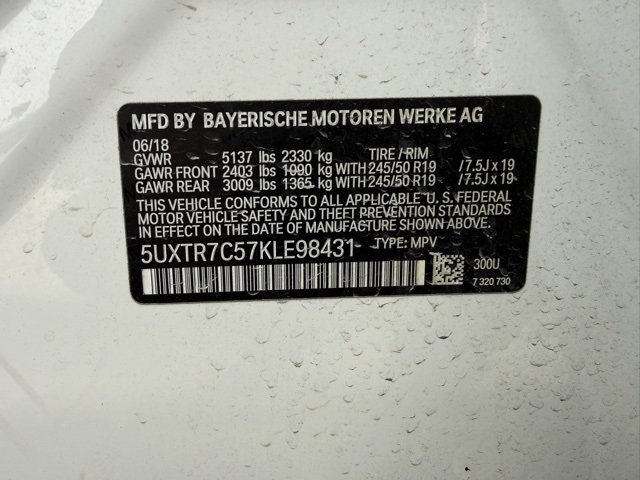 MFD BY BAYERISCHE MOTOREN WERKE AG
06/18
GVWR 5137 lbs 2330 kg TIRE / RIM
GAWR FRONT 2403 lbs 1090 kg WITH 245/50 R19 /7.5J x 19
GAWR REAR 3009 lbs 1365 kg WITH 245/50 R19 /7.5J x 19
THIS VEHICLE CONFORMS TO ALL APPLICABLE U. S. FEDERAL
MOTOR VEHICLE SAFETY AND THEFT PREVENTION STANDARDS
IN EFFECT ON THE DATE OF MANUFACTURE SHOWN ABOVE.
5UXTR7C57KLE98431 - TYPE: MPV
300U
7 320 730